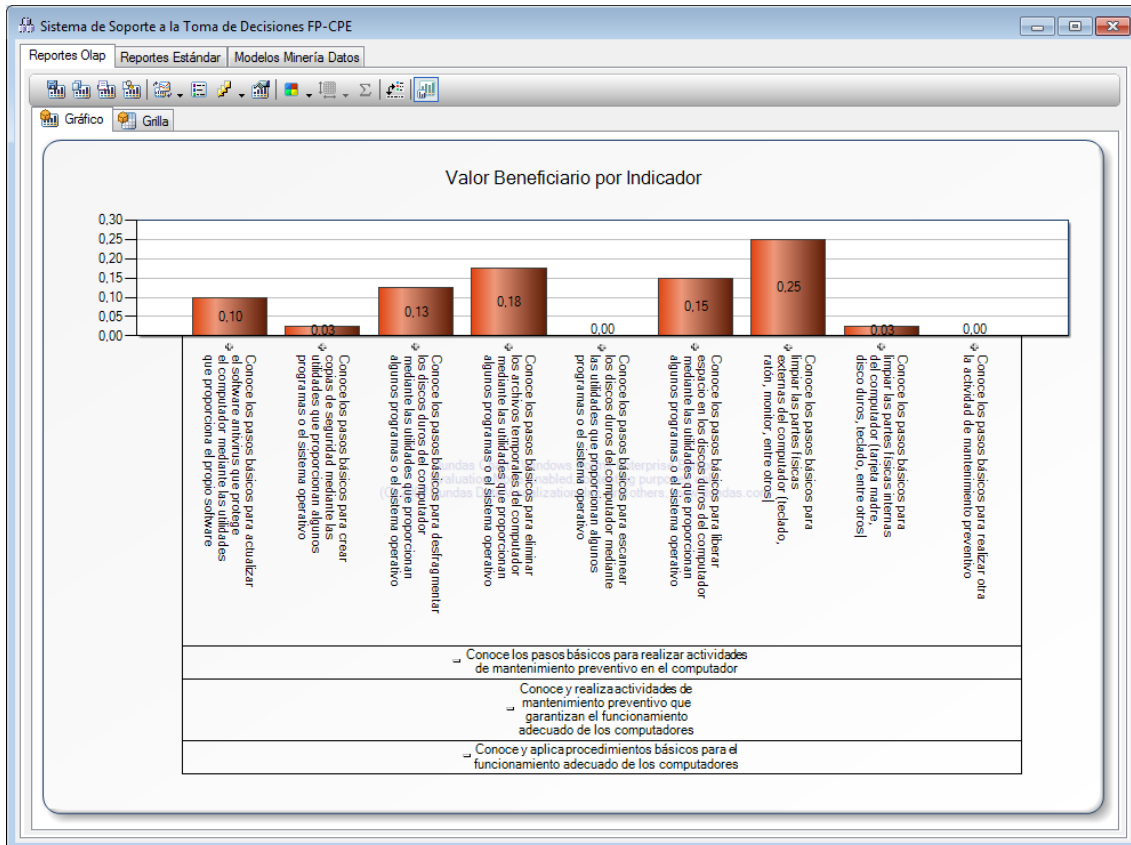 Sistema de Soporte a la Toma de Decisiones FP-CPE
Reportes Olap
Reportes Estándar
Modelos Minería Datos
Gráfico
Grilla
Valor Beneficiario por Indicador
0,30
0,25
0,20
0,15
0,10
0,05
0,00
0,10
0,03
0,13
0,18
0,00
0,15
0,25
0,03
0,00
Conoce los pasos básicos para actualizar
el software antivirus que protege
el computador mediante las utilidades
que proporciona el propio software
Conoce los pasos básicos para crear
copias de seguridad mediante las
utilidades que proporcionan algunos
programas o el sistema operativo
Conoce los pasos básicos para desfragmentar
los discos duros del computador
mediante las utilidades que proporcionan
algunos programas o el sistema operativo
Conoce los pasos básicos para eliminar
los archivos temporales del computador
mediante las utilidades que proporcionan
algunos programas o el sistema operativo
Conoce los pasos básicos para escanear
los discos duros del computador mediante
las utilidades que proporcionan algunos
programas o el sistema operativo
Conoce los pasos básicos para liberar
espacio en los discos duros del computador
mediante las utilidades que proporcionan
algunos programas o el sistema operativo
Conoce los pasos básicos para
limpiar las partes físicas
externas del computador (teclado,
ratón, monitor, entre otros|
Conoce los pasos básicos para
limpiar las partes físicas internas
del computador (tarjeta madre,
disco duros, teclado, entre otros|
Conoce los pasos básicos para realizar otra
la actividad de mantenimiento preventivo
Conoce los pasos básicos para realizar actividades
de mantenimiento preventivo en el computador
Conoce y realiza actividades de
mantenimiento preventivo que
garantizan el funcionamiento
adecuado de los computadores
Conoce y aplica procedimientos básicos para el
funcionamiento adecuado de los computadores